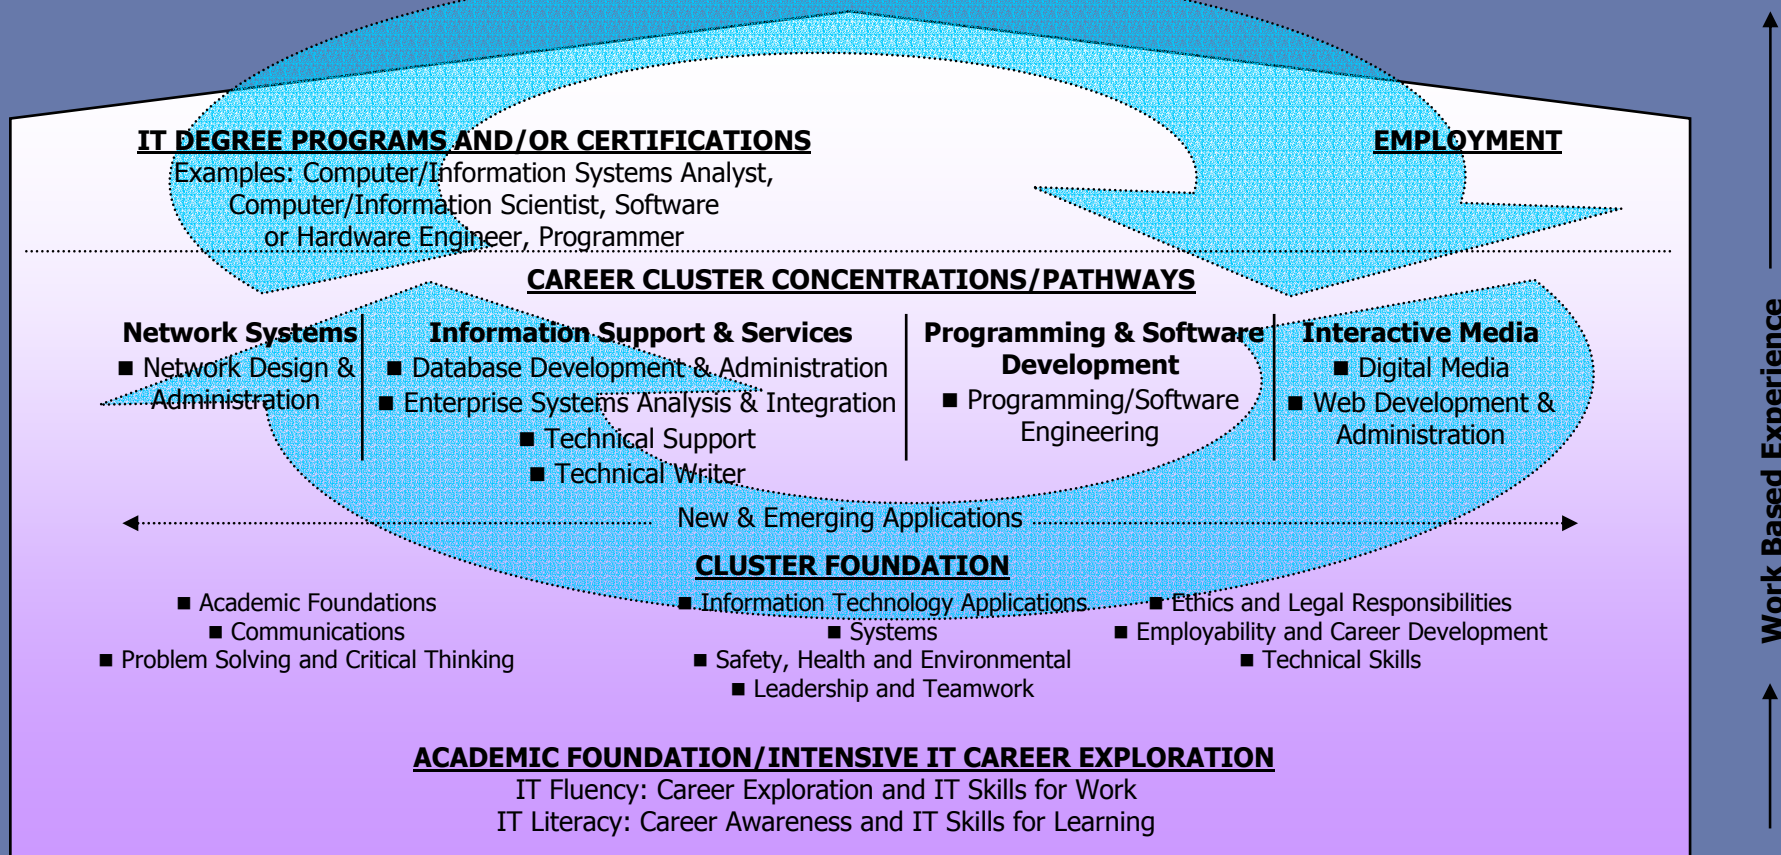 IT DEGREE PROGRAMS AND/OR CERTIFICATIONS
Examples: Computer/Information Systems Analyst,
Computer/Information Scientist, Software
or Hardware Engineer, Programmer
EMPLOYMENT
CAREER CLUSTER CONCENTRATIONS/PATHWAYS
Network Systems
■ Network Design &
Administration
Information Support & Services
■ Database Development & Administration
■ Enterprise Systems Analysis & Integration
■ Technical Support
■ Technical Writer
Programming & Software
Development
■ Programming/Software
Engineering
Interactive Media
■ Digital Media
■ Web Development &
Administration
New & Emerging Applications
CLUSTER FOUNDATION
■ Academic Foundations
■ Communications
■ Problem Solving and Critical Thinking
■ Information Technology Applications
■ Systems
■ Safety, Health and Environmental
■ Leadership and Teamwork
■ Ethics and Legal Responsibilities
■ Employability and Career Development
■ Technical Skills
ACADEMIC FOUNDATION/INTENSIVE IT CAREER EXPLORATION
IT Fluency: Career Exploration and IT Skills for Work
IT Literacy: Career Awareness and IT Skills for Learning
Work Based Experience